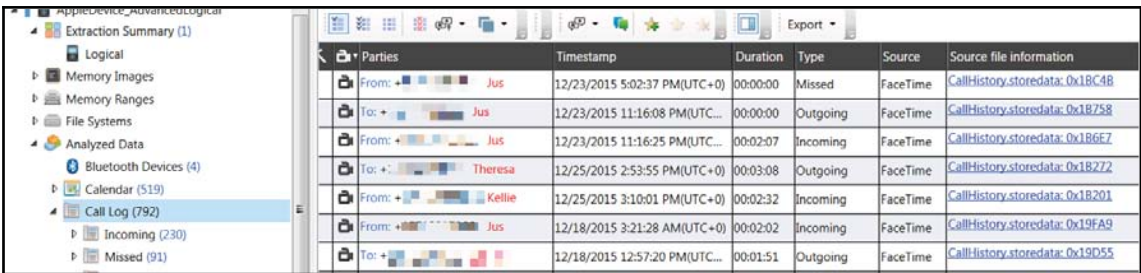 AppleDevice_AdvancedLogical
Extraction Summary (1)
Logical
Memory Images
Memory Ranges
File Systems
Analyzed Data
Bluetooth Devices (4)
Calendar (519)
Call Log (792)
Incoming (230)
Missed (91)
Export
Parties Timestamp Duration Type Source Source file information
From: + Jus 12/23/2015 5:02:37 PM(UTC+0) 00:00:00 Missed FaceTime CallHistory.storedata: 0x1BC4B
To: + Jus 12/23/2015 11:16:08 PM(UTC... 00:00:00 Outgoing FaceTime CallHistory.storedata: 0x1B758
From: + Jus 12/23/2015 11:16:25 PM(UTC... 00:02:07 Incoming FaceTime CallHistory.storedata: 0x1B6E7
To: + Theresa 12/25/2015 2:53:55 PM(UTC+0) 00:03:08 Outgoing FaceTime CallHistory.storedata: 0x1B272
From: + Kellie 12/25/2015 3:10:01 PM(UTC+0) 00:02:32 Incoming FaceTime CallHistory.storedata: 0x1B201
From: + Jus 12/18/2015 3:21:28 AM(UTC+0) 00:02:02 Incoming FaceTime CallHistory.storedata: 0x19FA9
To: + 12/18/2015 12:57:20 PM(UTC... 00:01:51 Outgoing FaceTime CallHistory.storedata: 0x19D55